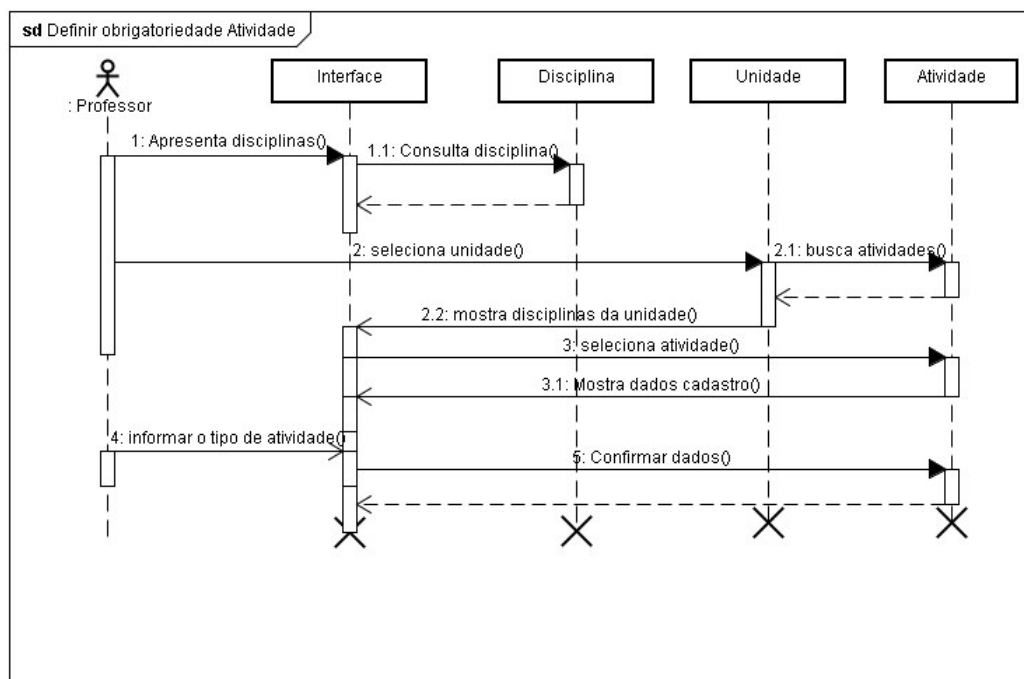 sd Definir obrigatoriedade Atividade
Interface
Disciplina
Unidade
Atividade
: Professor
1: Apresenta disciplinas()
1.1: Consulta disciplina()
2: seleciona unidade()
2.1: busca atividades()
2.2: mostra disciplinas da unidade()
3: seleciona atividade()
3.1: Mostra dados cadastro()
4: informar o tipo de atividade()
5: Confirmar dados()